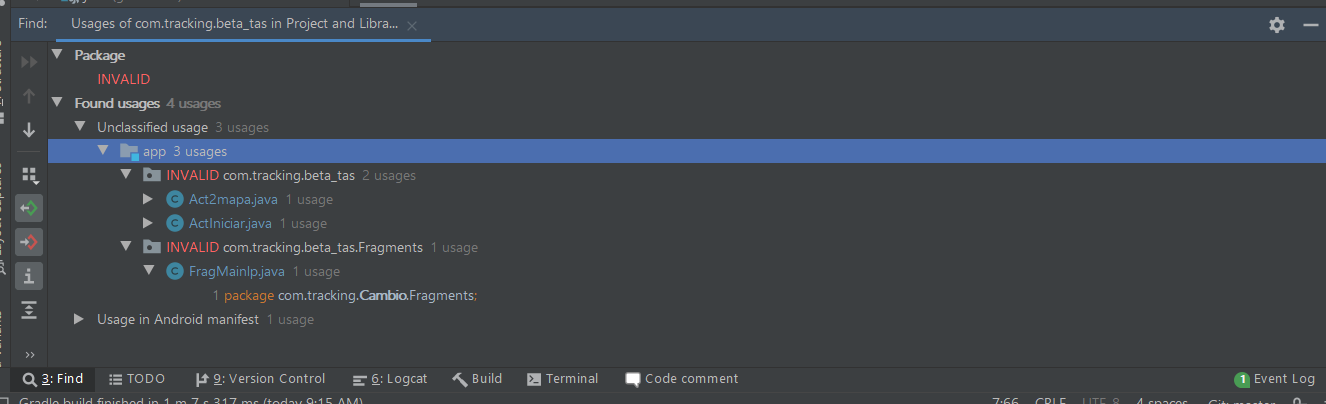 Find: Usages of com.tracking.beta_tas in Project and Libra...
Package
INVALID
Found usages 4 usages
Unclassified usage 3 usages
app 3 usages
INVALID com.tracking.beta_tas 2 usages
Act2mapa.java 1 usage
ActIniciar.java 1 usage
INVALID com.tracking.beta_tas.Fragments 1 usage
FragMainIp.java 1 usage
1 package com.tracking.Cambio.Fragments;
Usage in Android manifest 1 usage
3: Find TODO 9: Version Control 6: Logcat Build Terminal Code comment 1 Event Log
Gradle build finished in 1 m 7 s 317 ms (today 9:15 AM) 7:66 CRLF UTF-8 4 spaces Git: master